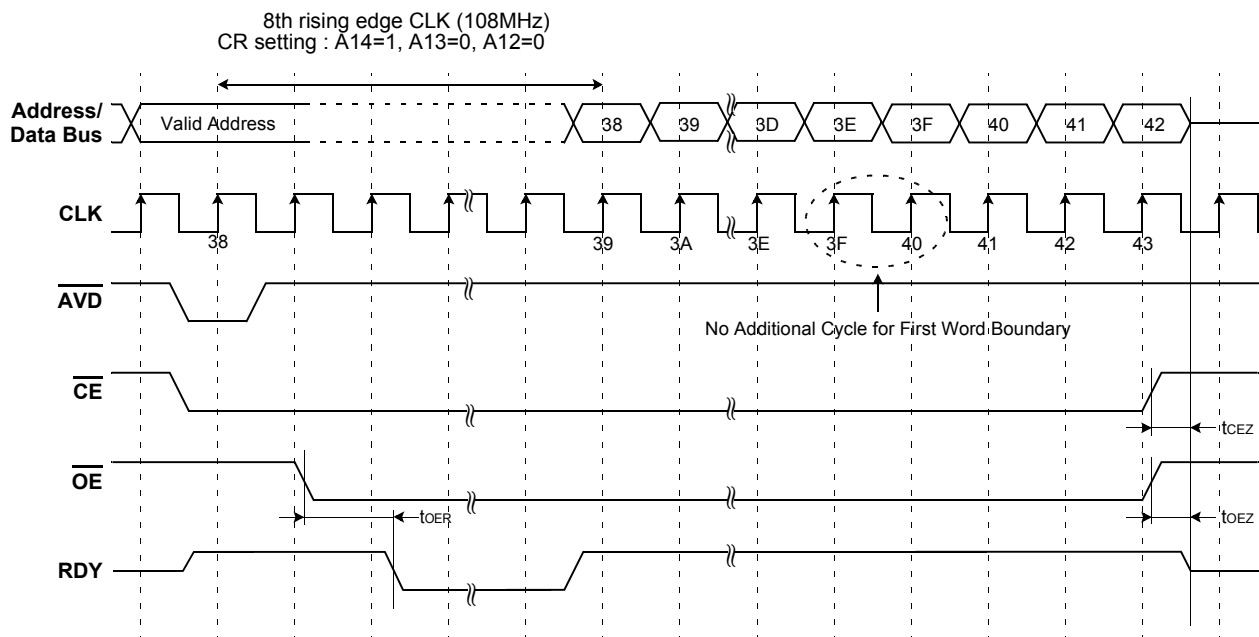 8th rising edge CLK (108MHz)
CR setting : A14=1, A13=0, A12=0
Address/
Data Bus
Valid Address
38 39 3D 3E 3F 40 41 42
CLK
38 39 3A 3E 3F 40 41 42 43
AVD
No Additional Cycle for First Word Boundary
CE
tCEZ
OE
tOER
tOEZ
RDY